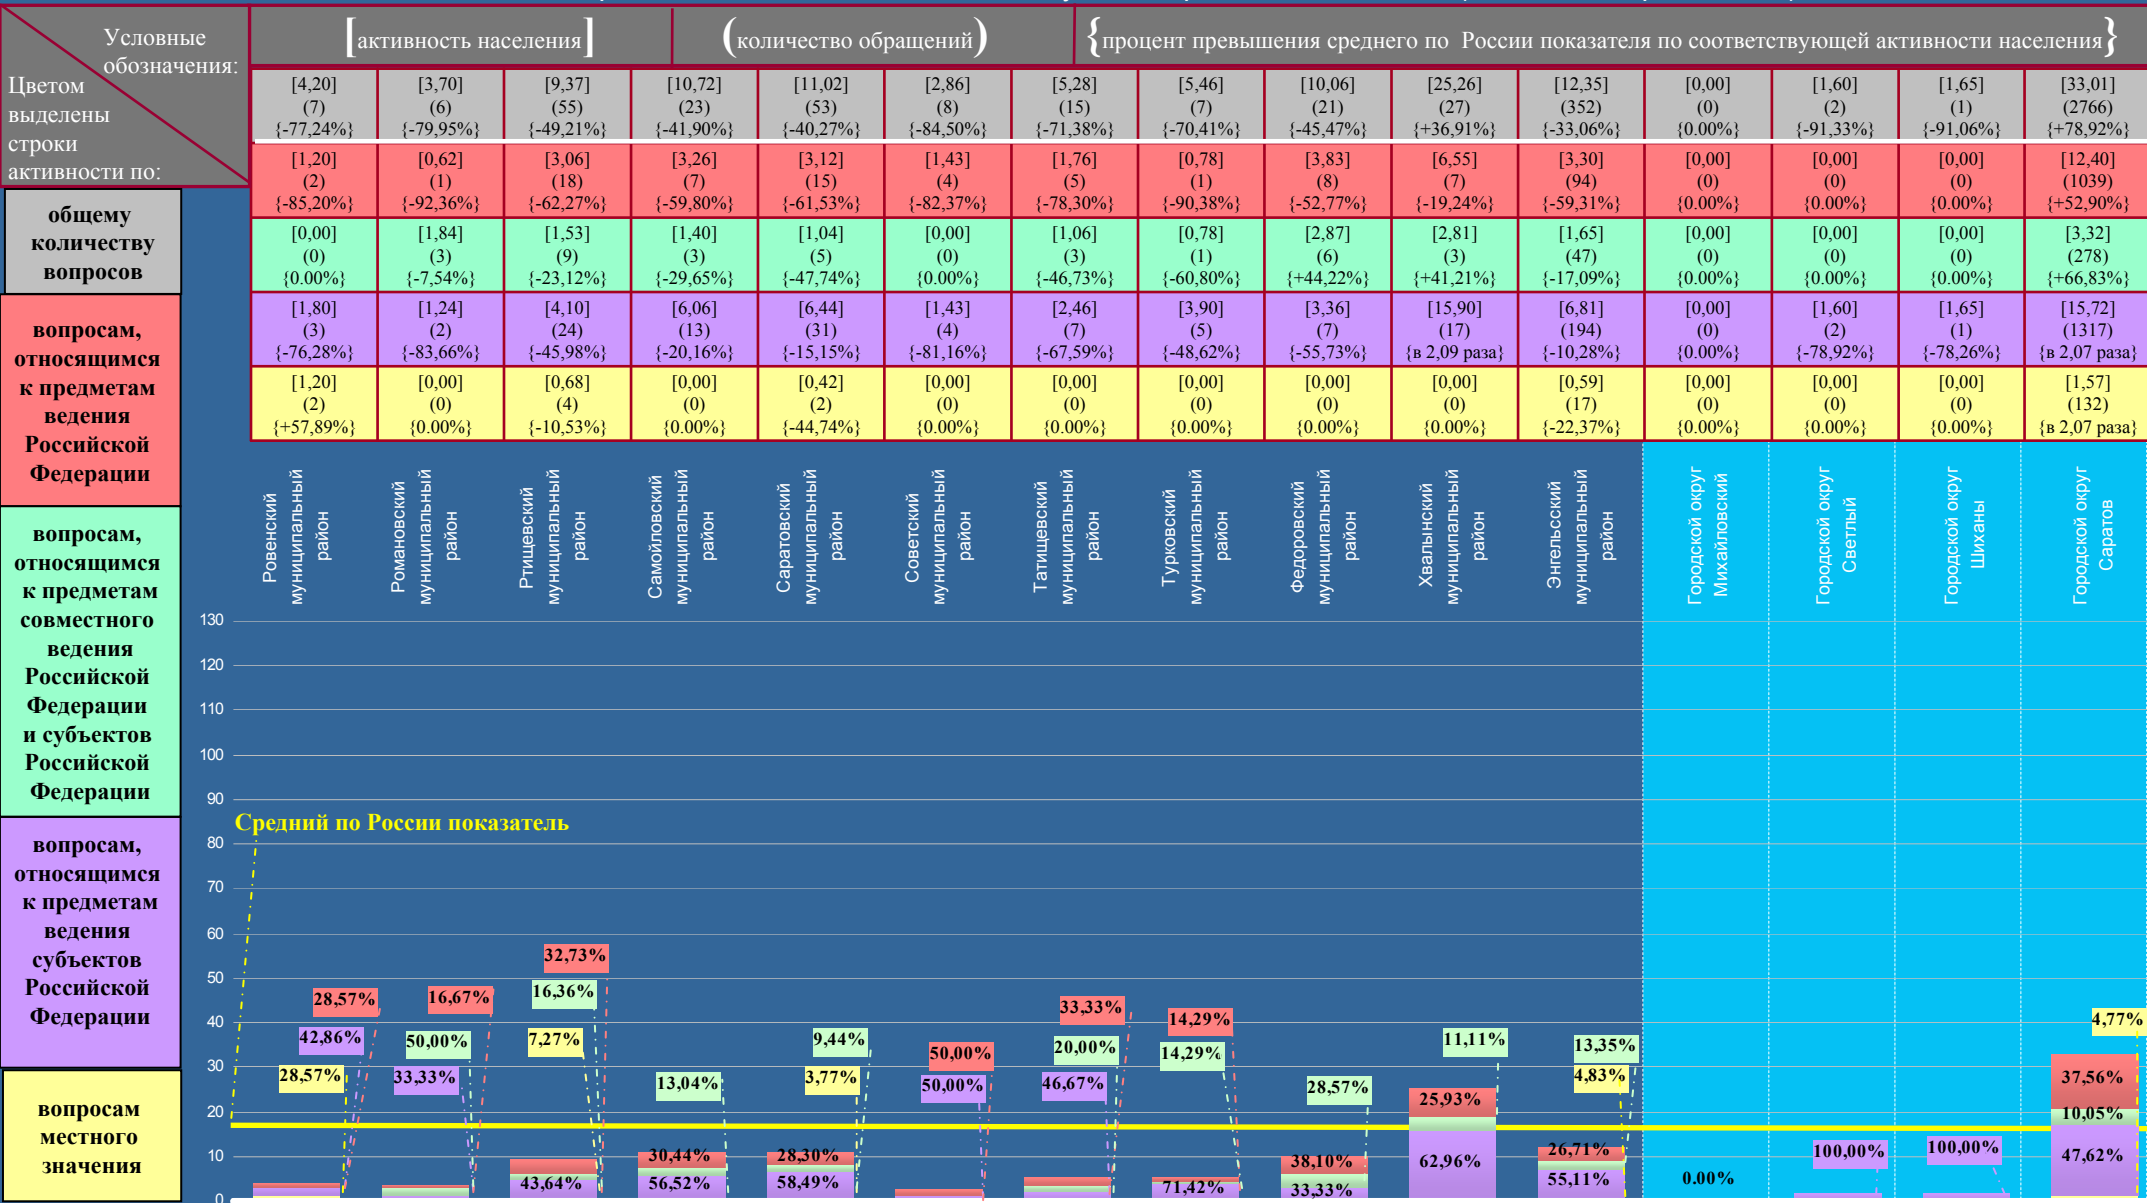 Условные
обозначения:
Цветом
выделены
строки
активности по:
[активность населения]
(количество обращений)
{процент превышения среднего по России показателя по соответствующей активности населения}
[4,20] [3,70] [9,37] [10,72] [11,02] [2,86] [5,28] [5,46] [10,06] [25,26] [12,35] [0,00] [1,60] [1,65] [33,01]
(7) (6) (55) (23) (53) (8) (15) (7) (21) (27) (352) (0) (2) (1) (2766)
{-77,24%} {-79,95%} {-49,21%} {-41,90%} {-40,27%} {-84,50%} {-71,38%} {-70,41%} {-45,47%} {+36,91%} {-33,06%} {0.00%} {-91,33%} {-91,06%} {+78,92%}
[1,20] [0,62] [3,06] [3,26] [3,12] [1,43] [1,76] [0,78] [3,83] [6,55] [3,30] [0,00] [0,00] [0,00] [12,40]
(2) (1) (18) (7) (15) (4) (5) (1) (8) (7) (94) (0) (0) (0) (1039)
{-85,20%} {-92,36%} {-62,27%} {-59,80%} {-61,53%} {-82,37%} {-78,30%} {-90,38%} {-52,77%} {-19,24%} {-59,31%} {0.00%} {0.00%} {0.00%} {+52,90%}
[0,00] [1,84] [1,53] [1,40] [1,04] [0,00] [1,06] [0,78] [2,87] [2,81] [1,65] [0,00] [0,00] [0,00] [3,32]
(0) (3) (9) (3) (5) (0) (3) (1) (6) (3) (47) (0) (0) (0) (278)
{0.00%} {-7,54%} {-23,12%} {-29,65%} {-47,74%} {0.00%} {-46,73%} {-60,80%} {+44,22%} {+41,21%} {-17,09%} {0.00%} {0.00%} {0.00%} {+66,83%}
[1,80] [1,24] [4,10] [6,06] [6,44] [1,43] [2,46] [3,90] [3,36] [15,90] [6,81] [0,00] [1,60] [1,65] [15,72]
(3) (2) (24) (13) (31) (4) (7) (5) (7) (17) (194) (0) (2) (1) (1317)
{-76,28%} {-83,66%} {-45,98%} {-20,16%} {-15,15%} {-81,16%} {-67,59%} {-48,62%} {-55,73%} {в 2,09 раза} {-10,28%} {0.00%} {-78,92%} {-78,26%} {в 2,07 раза}
[1,20] [0,00] [0,68] [0,00] [0,42] [0,00] [0,00] [0,00] [0,00] [0,00] [0,59] [0,00] [0,00] [0,00] [1,57]
(2) (0) (4) (0) (2) (0) (0) (0) (0) (0) (17) (0) (0) (0) (132)
{+57,89%} {0.00%} {-10,53%} {0.00%} {-44,74%} {0.00%} {0.00%} {0.00%} {0.00%} {0.00%} {-22,37%} {0.00%} {0.00%} {0.00%} {в 2,07 раза}
общему
количеству
вопросов
вопросам,
относящимся
к предметам
ведения
Российской
Федерации
вопросам,
относящимся
к предметам
совместного
ведения
Российской
Федерации
и субъектов
Российской
Федерации
вопросам,
относящимся
к предметам
ведения
субъектов
Российской
Федерации
вопросам
местного
значения
Ровенский
муниципальный
район
Романовский
муниципальный
район
Ртищевский
муниципальный
район
Самойловский
муниципальный
район
Саратовский
муниципальный
район
Советский
муниципальный
район
Татищевский
муниципальный
район
Турковский
муниципальный
район
Федоровский
муниципальный
район
Хвалынский
муниципальный
район
Энгельсский
муниципальный
район
Городской округ
Михайловский
Городской округ
Светлый
Городской округ
Шиханы
Городской округ
Саратов
130
120
110
100
90
Средний по России показатель
80
70
60
50
40
30
20
10
0
28,57%
42,86%
28,57%
16,67%
50,00%
33,33%
32,73%
16,36%
7,27%
43,64%
13,04%
30,44%
56,52%
9,44%
3,77%
28,30%
58,49%
50,00%
50,00%
33,33%
20,00%
46,67%
14,29%
14,29%
71,42%
28,57%
38,10%
33,33%
11,11%
25,93%
62,96%
13,35%
4,83%
26,71%
55,11%
0.00%
100,00%
100,00%
4,77%
37,56%
10,05%
47,62%